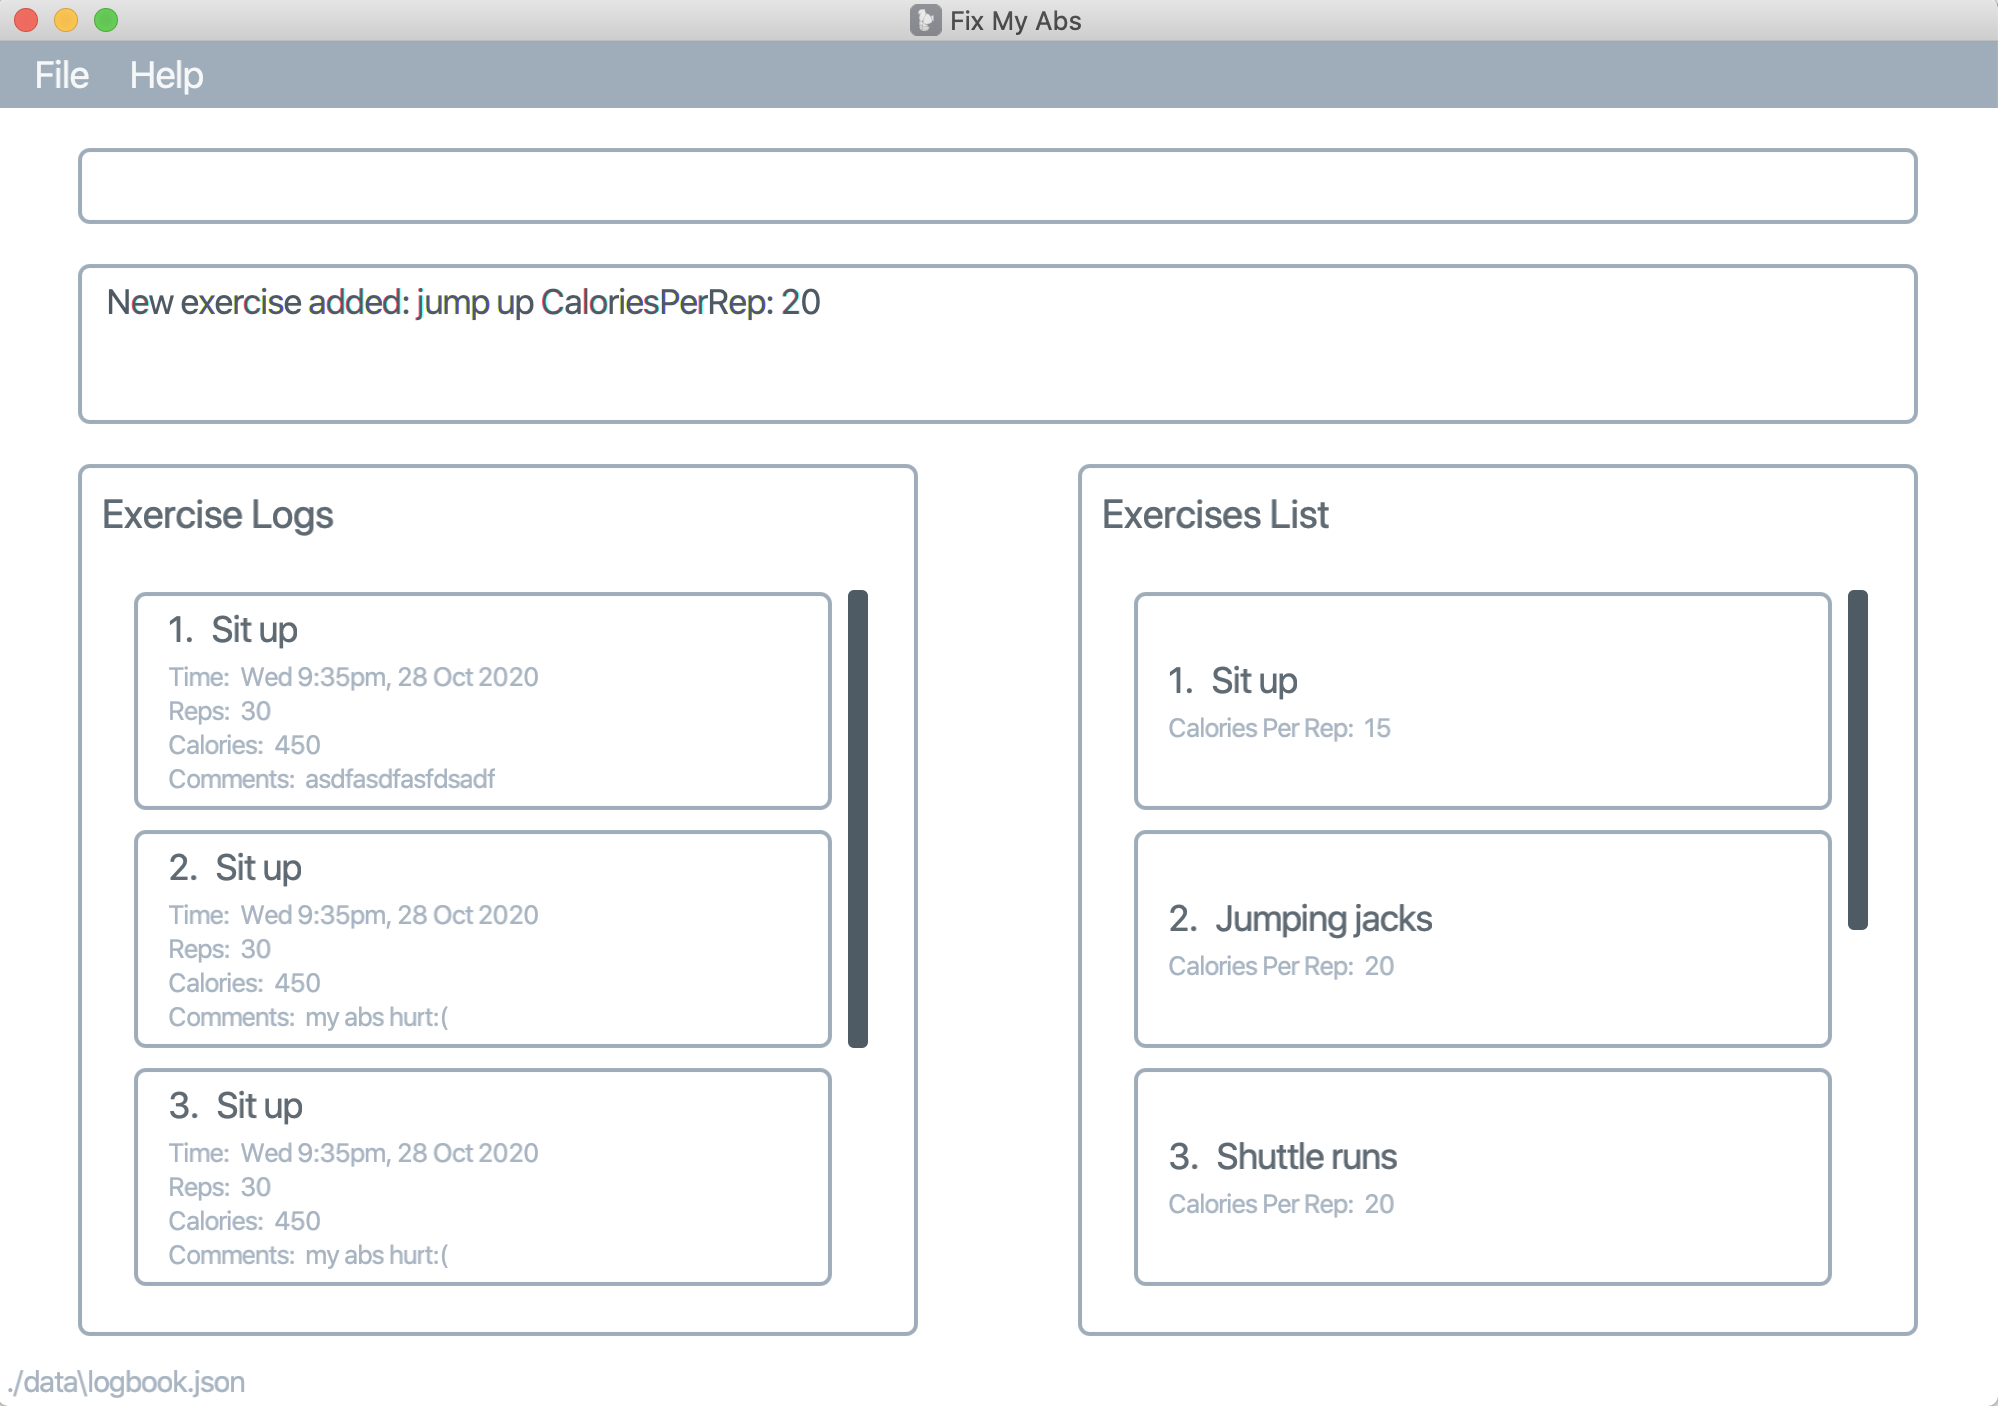 Fix My Abs
File Help
New exercise added: jump up CaloriesPerRep: 20
Exercise Logs
1. Sit up
Time: Wed 9:35pm, 28 Oct 2020
Reps: 30
Calories: 450
Comments: asdfasdfasfdsadf
2. Sit up
Time: Wed 9:35pm, 28 Oct 2020
Reps: 30
Calories: 450
Comments: my abs hurt:(
3. Sit up
Time: Wed 9:35pm, 28 Oct 2020
Reps: 30
Calories: 450
Comments: my abs hurt:(
Exercises List
1. Sit up
Calories Per Rep: 15
2. Jumping jacks
Calories Per Rep: 20
3. Shuttle runs
Calories Per Rep: 20
./data\logbook.json